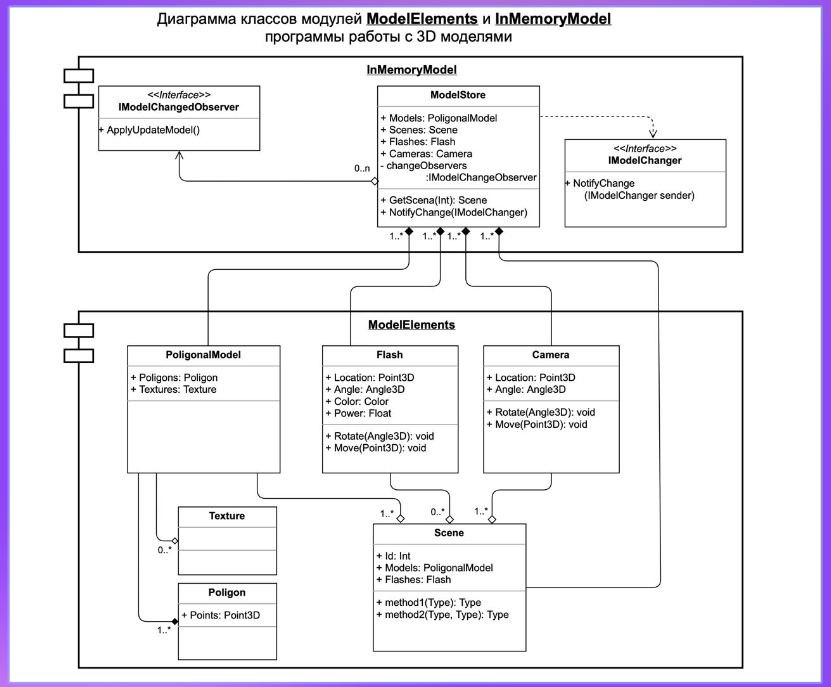 Диаграмма классов модулей ModelElements и InMemoryModel
программы работы с 3D моделями
InMemoryModel
<<Interface>>
IModelChangedObserver
+ ApplyUpdateModel()
ModelStore
+ Models: PoligonalModel
+ Scenes: Scene
+ Flashes: Flash
+ Cameras: Camera
- changeObservers
:IModelChangeObserver
+ GetScena(Int): Scene
+ NotifyChange(IModelChanger)
<<Interface>>
IModelChanger
+ NotifyChange
(IModelChanger sender)
0..n
1..*
1..*
1..*
1..*
ModelElements
PoligonalModel
+ Poligons: Poligon
+ Textures: Texture
Flash
+ Location: Point3D
+ Angle: Angle3D
+ Color: Color
+ Power: Float
+ Rotate(Angle3D): void
+ Move(Point3D): void
Camera
+ Location: Point3D
+ Angle: Angle3D
+ Rotate(Angle3D): void
+ Move(Point3D): void
1..*
0..*
1..*
Texture
0..*
Poligon
+ Points: Point3D
1..*
Scene
+ Id: Int
+ Models: PoligonalModel
+ Flashes: Flash
+ method1(Type): Type
+ method2(Type, Type): Type